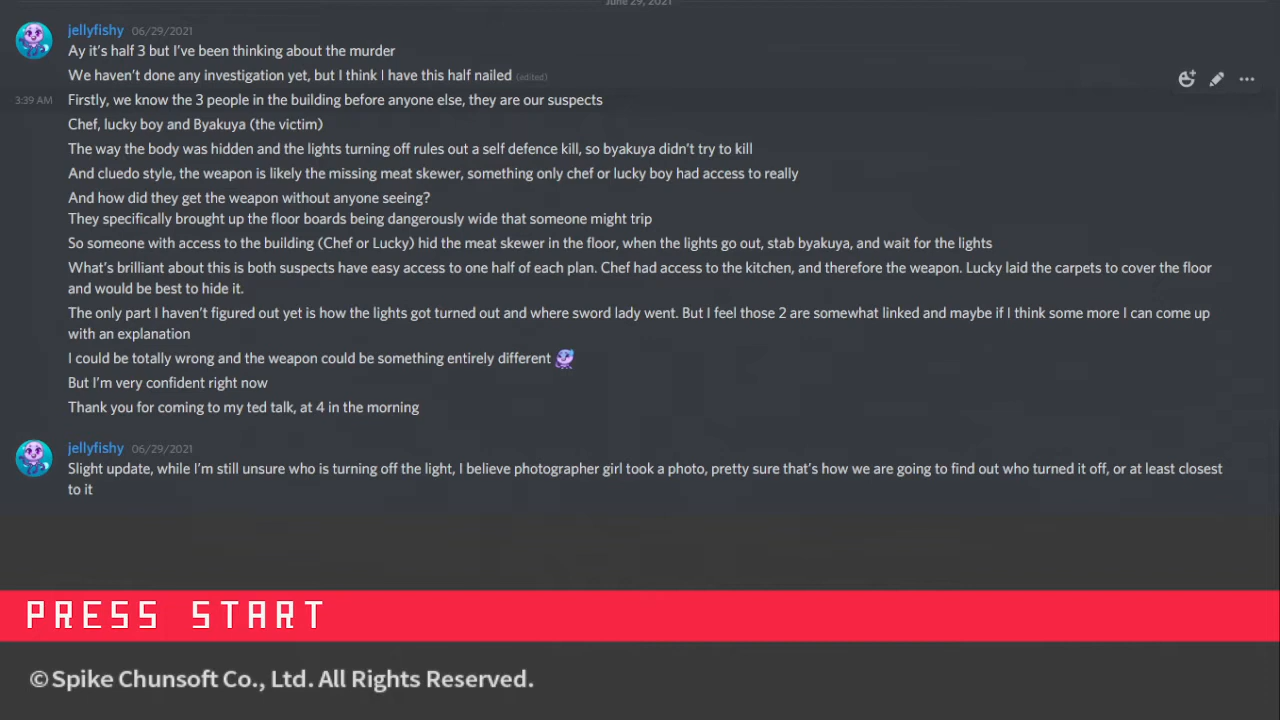 June 29, 2021
jellyfishy 06/29/2021
Ay it's half 3 but I've been thinking about the murder
We haven't done any investigation yet, but I think I have this half nailed (edited)
3:39 AM Firstly, we know the 3 people in the building before anyone else, they are our suspects
Chef, lucky boy and Byakuya (the victim)
The way the body was hidden and the lights turning off rules out a self defence kill, so byakuya didn't try to kill
And cluedo style, the weapon is likely the missing meat skewer, something only chef or lucky boy had access to really
And how did they get the weapon without anyone seeing?
They specifically brought up the floor boards being dangerously wide that someone might trip
So someone with access to the building (Chef or Lucky) hid the meat skewer in the floor, when the lights go out, stab byakuya, and wait for the lights
What's brilliant about this is both suspects have easy access to one half of each plan. Chef had access to the kitchen, and therefore the weapon. Lucky laid the carpets to cover the floor
and would be best to hide it.
The only part I haven't figured out yet is how the lights got turned out and where sword lady went. But I feel those 2 are somewhat linked and maybe if I think some more I can come up
with an explanation
I could be totally wrong and the weapon could be something entirely different
But I'm very confident right now
Thank you for coming to my ted talk, at 4 in the morning
jellyfishy 06/29/2021
Slight update, while I'm still unsure who is turning off the light, I believe photographer girl took a photo, pretty sure that's how we are going to find out who turned it off, or at least closest
to it
PRESS START
©Spike Chunsoft Co., Ltd. All Rights Reserved.